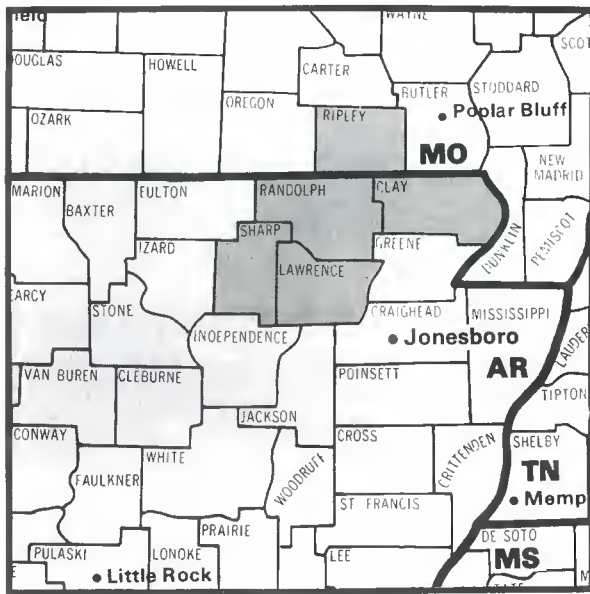 WAYNE
SCOT
DOUGLAS
HOWELL
CARTER
BUTLER
STODDARD
OREGON
RIPLEY
Poplar Bluff
OZARK
MO
NEW
MADRID
MARION
FULTON
RANDOLPH
CLAY
BAXTER
SHARP
GREENE
DUNKLIN
PEMISCOT
IZARD
LAWRENCE
EARCY
STONE
CRAIGHEAD
MISSISSIPPI
INDEPENDENCE
Jonesboro
LAUDER
VAN BUREN
CLEBURNE
POINSETT
AR
TIPTON
JACKSON
CONWAY
WHITE
CROSS
CRITTENDEN
SHELBY
FAULKNER
WOODRUFF
TN
ST FRANCIS
Memp
PRAIRIE
DE SOTO
PULASKI
LONOKE
LEE
MS
Little Rock